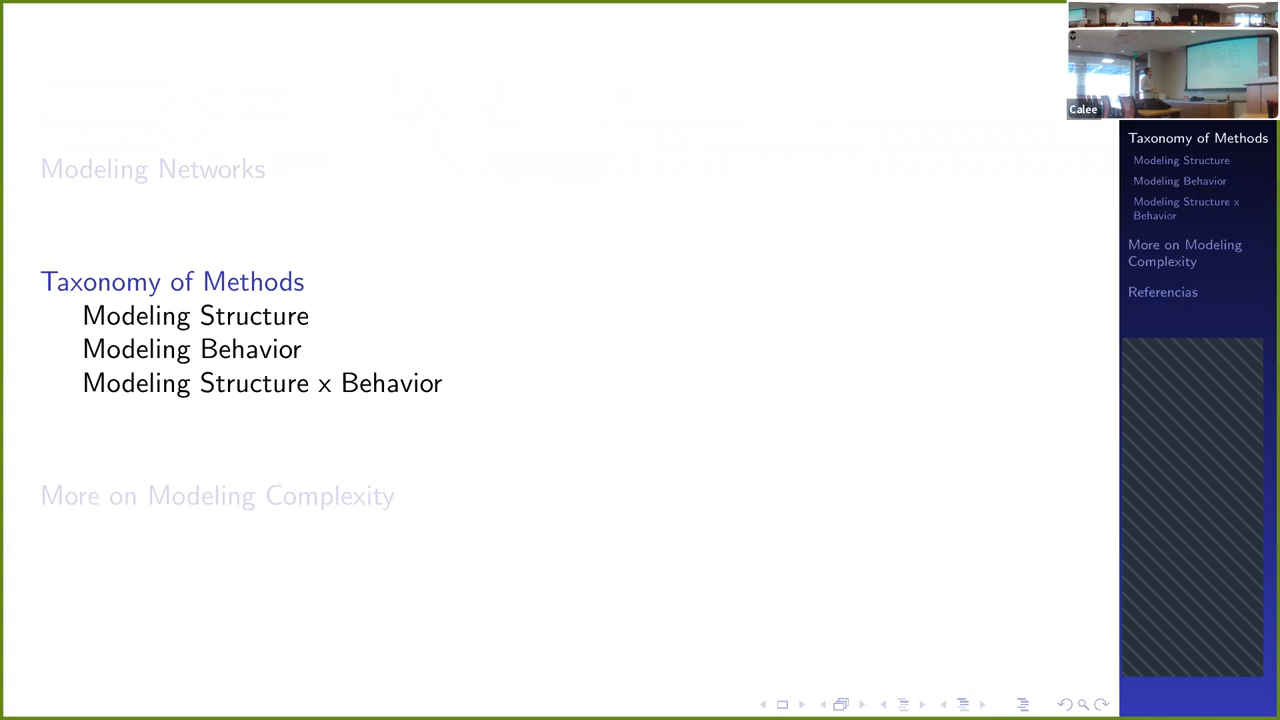 Modeling Networks
Taxonomy of Methods
Modeling Structure
Modeling Behavior
Modeling Structure x Behavior
More on Modeling Complexity
Calee
Taxonomy of Methods
Modeling Structure
Modeling Behavior
Modeling Structure x
Behavior
More on Modeling
Complexity
Referencias